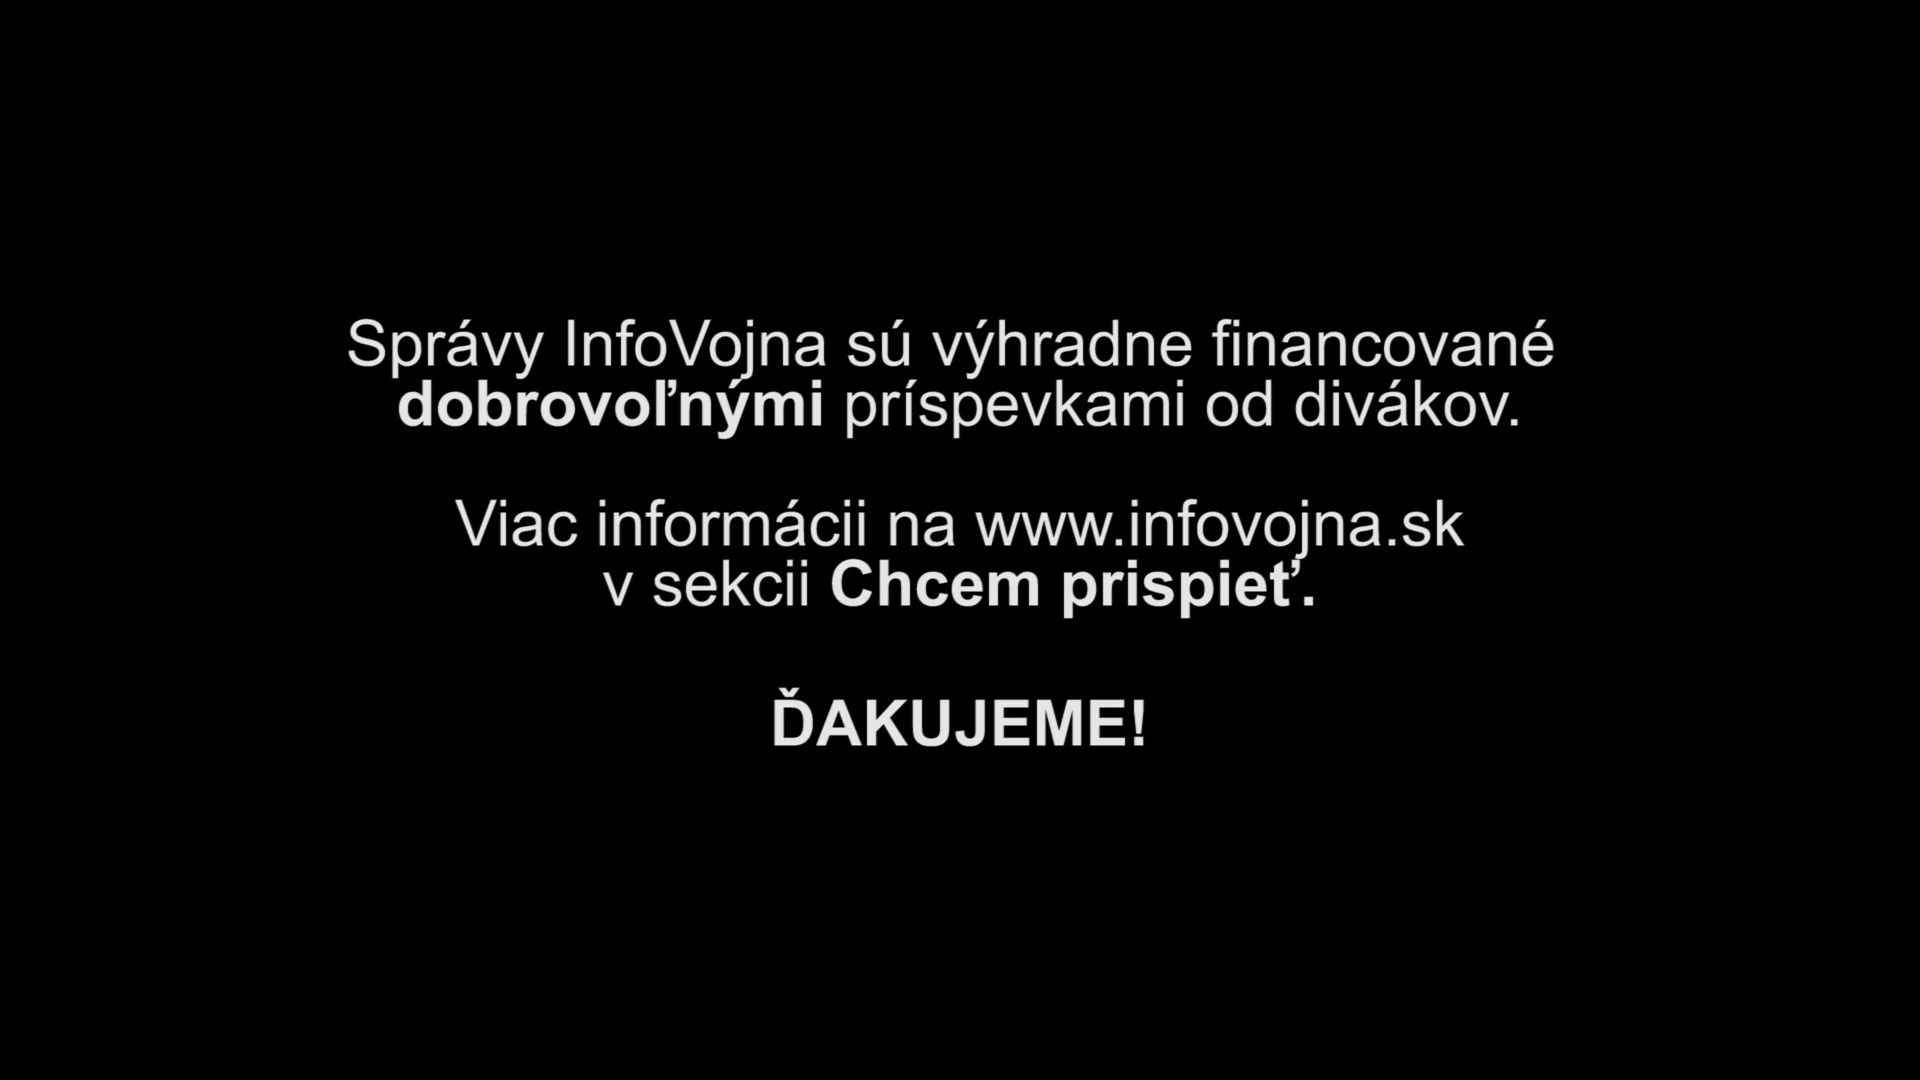 Správy InfoVojna sú výhradne financované
dobrovoľnými príspevkami od divákov.
Viac informácii na www.infovojna.sk
v sekcii Chcem prispieť.
ĎAKUJEME!